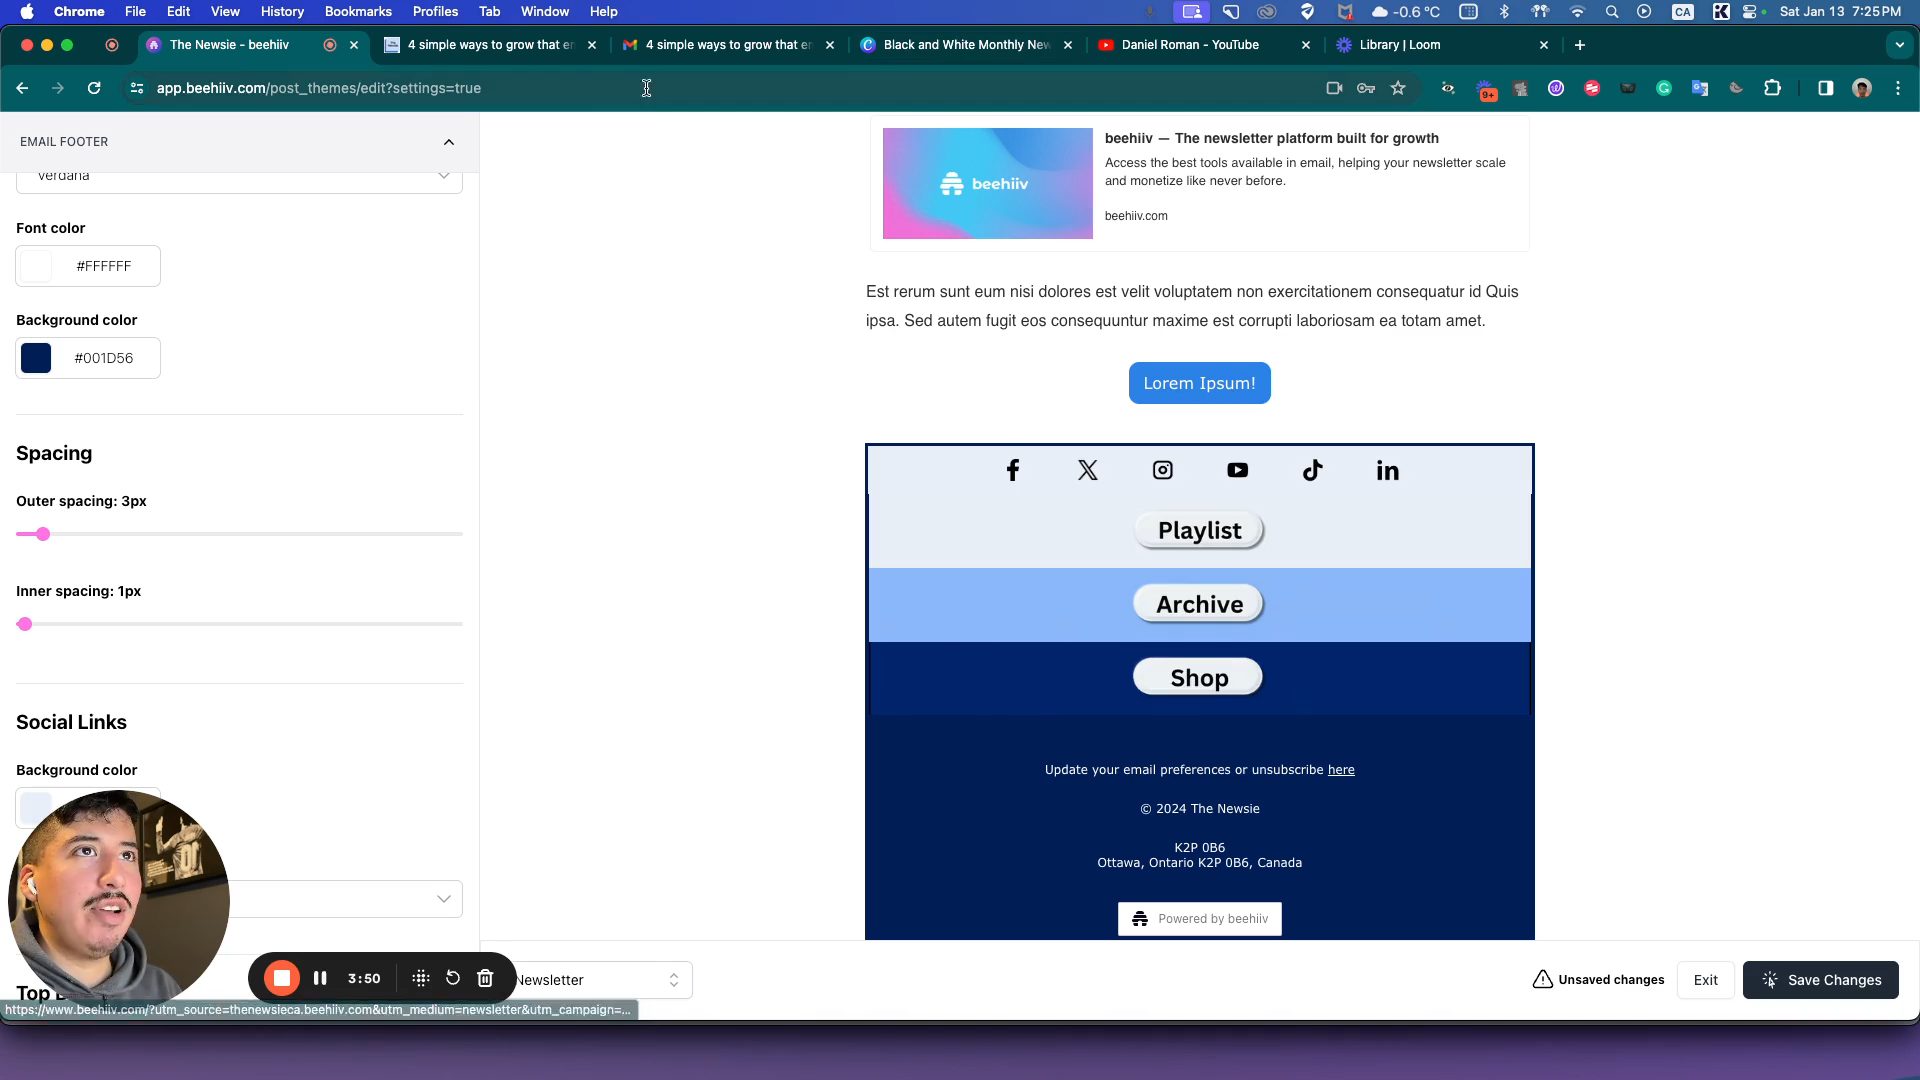 Chrome File Edit View History Bookmarks Profiles Tab Window Help
-0.6 °C CA Sat Jan 13 7:25 PM
The Newsie - beehiiv
4 simple ways to grow that en
4 simple ways to grow that en
Black and White Monthly New
Daniel Roman - YouTube
Library | Loom
app.beehiiv.com/post_themes/edit?settings=true
9+
EMAIL FOOTER
Verdana
Font color
#FFFFFF
Background color
#001D56
Spacing
Outer spacing: 3px
Inner spacing: 1px
Social Links
Background color
beehiiv
beehiiv — The newsletter platform built for growth
Access the best tools available in email, helping your newsletter scale
and monetize like never before.
beehiiv.com
Est rerum sunt eum nisi dolores est velit voluptatem non exercitationem consequatur id Quis
ipsa. Sed autem fugit eos consequuntur maxime est corrupti laboriosam ea totam amet.
Lorem Ipsum!
Playlist
Archive
Shop
Update your email preferences or unsubscribe here
© 2024 The Newsie
K2P 0B6
Ottawa, Ontario K2P 0B6, Canada
Powered by beehiiv
3:50
Newsletter
Unsaved changes
Exit
Save Changes
Top
https://www.beehiiv.com/?utm_source=thenewsieca.beehiiv.com&utm_medium=newsletter&utm_campaign=...